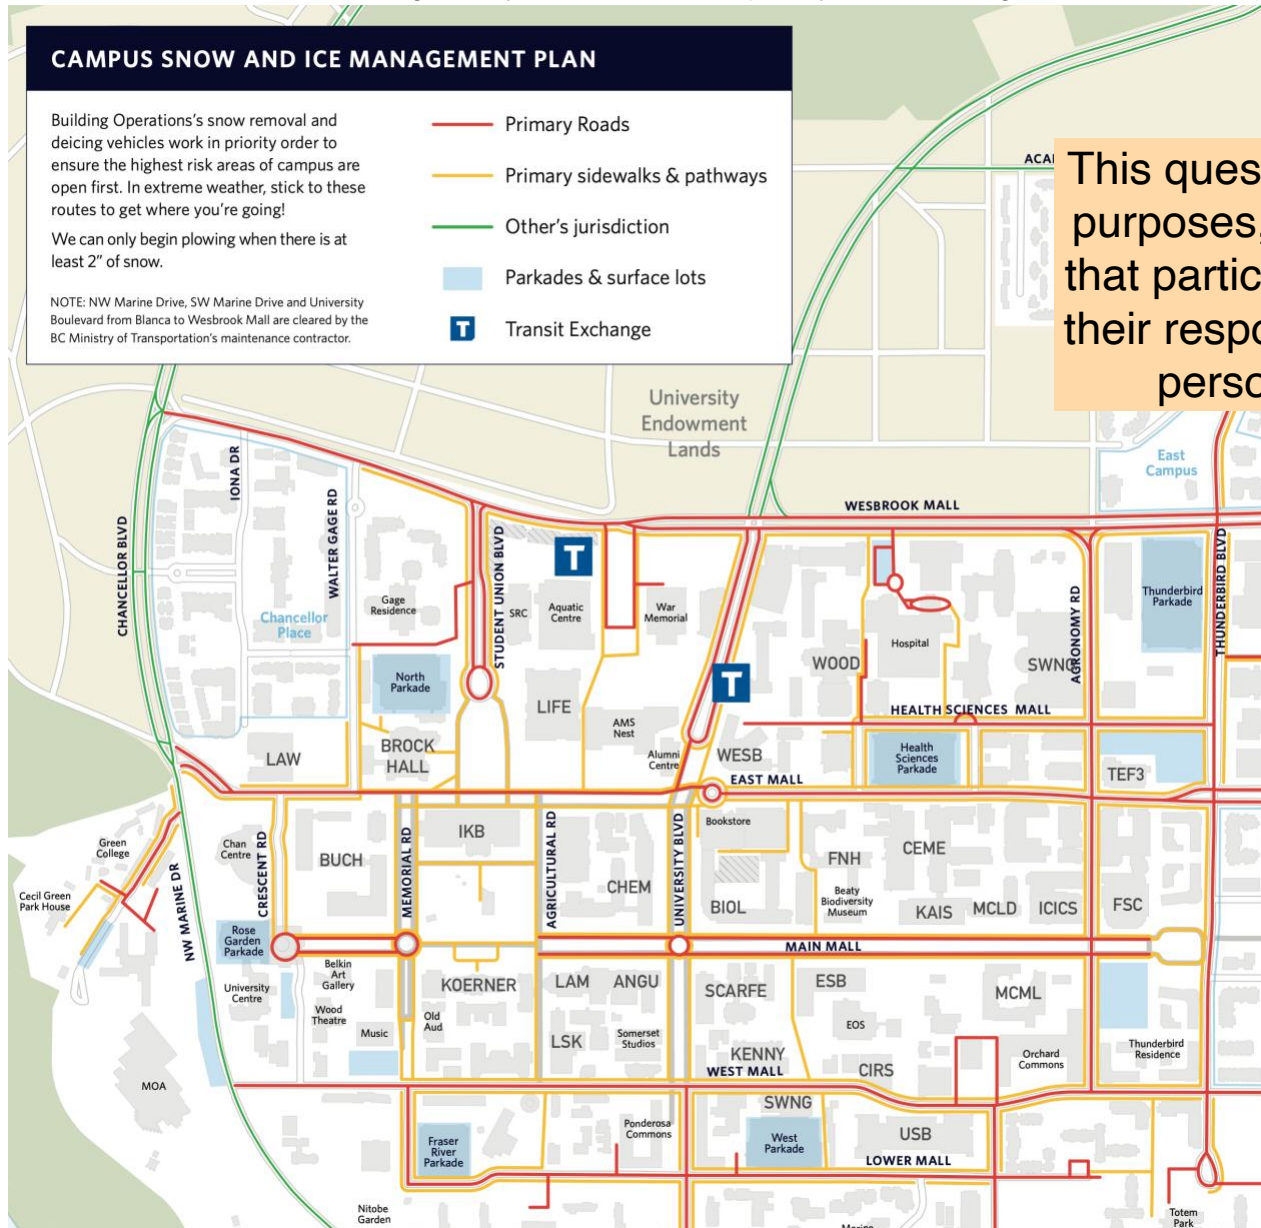 CAMPUS SNOW AND ICE MANAGEMENT PLAN
Building Operations's snow removal and
deicing vehicles work in priority order to
ensure the highest risk areas of campus are
open first. In extreme weather, stick to these
routes to get where you're going!
We can only begin plowing when there is at
least 2" of snow.
NOTE: NW Marine Drive, SW Marine Drive and University
Boulevard from Blanca to Wesbrook Mall are cleared by the
BC Ministry of Transportation's maintenance contractor.
Primary Roads
Primary sidewalks & pathways
Other's jurisdiction
Parkades & surface lots
T
Transit Exchange
This ques
purposes,
that partic
their respo
perso
University
Endowment
Lands
East
Campus
WESBROOK MALL
CHANCELLOR BLVD
IONA DR
WALTER GAGE RD
STUDENT UNION BLVD
AGRONOMY RD
THUNDERBIRD BLVD
T
Chancellor
Place
Gage
Residence
SRC
Aquatic
Centre
War
Memorial
Thunderbird
Parkade
Hospital
WOOD
SWNG
North
Parkade
T
LIFE
AMS
Nest
HEALTH SCIENCES MALL
LAW
BROCK
HALL
Alumni
Centre
WESB
Health
Sciences
Parkade
TEF3
EAST MALL
Green
College
Cecil Green
Park House
NW MARINE DR
Chan
Centre
CRESCENT RD
BUCH
MEMORIAL RD
IKB
AGRICULTURAL RD
CHEM
UNIVERSITY BLVD
Bookstore
BIOL
FNH
Beaty
Biodiversity
Museum
CEME
KAIS
MCLD
ICICS
FSC
Rose
Garden
Parkade
MAIN MALL
Belkin
Art
Gallery
University
Centre
Wood
Theatre
Music
Old
Aud
KOERNER
LAM
ANGU
SCARFE
ESB
MCML
LSK
Somerset
Studios
EOS
KENNY
CIRS
Orchard
Commons
Thunderbird
Residence
MOA
WEST MALL
SWNG
Fraser
River
Parkade
Ponderosa
Commons
West
Parkade
USB
LOWER MALL
Nitobe
Garden
Totem
Park